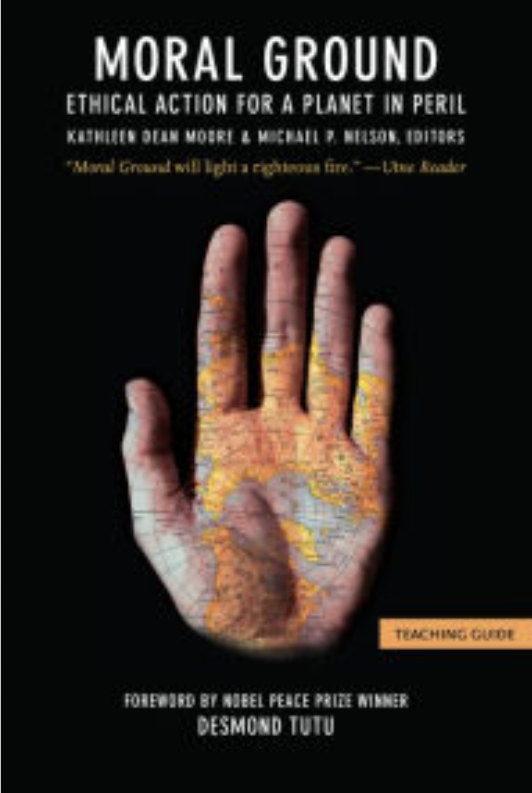 MORAL GROUND
ETHICAL ACTION FOR A PLANET IN PERIL
KATHLEEN DEAN MOORE & MICHAEL P. NELSON, EDITORS
"Moral Ground will light a righteous fire." —Utne Reader
TEACHING GUIDE
FOREWORD BY NOBEL PEACE PRIZE WINNER
DESMOND TUTU